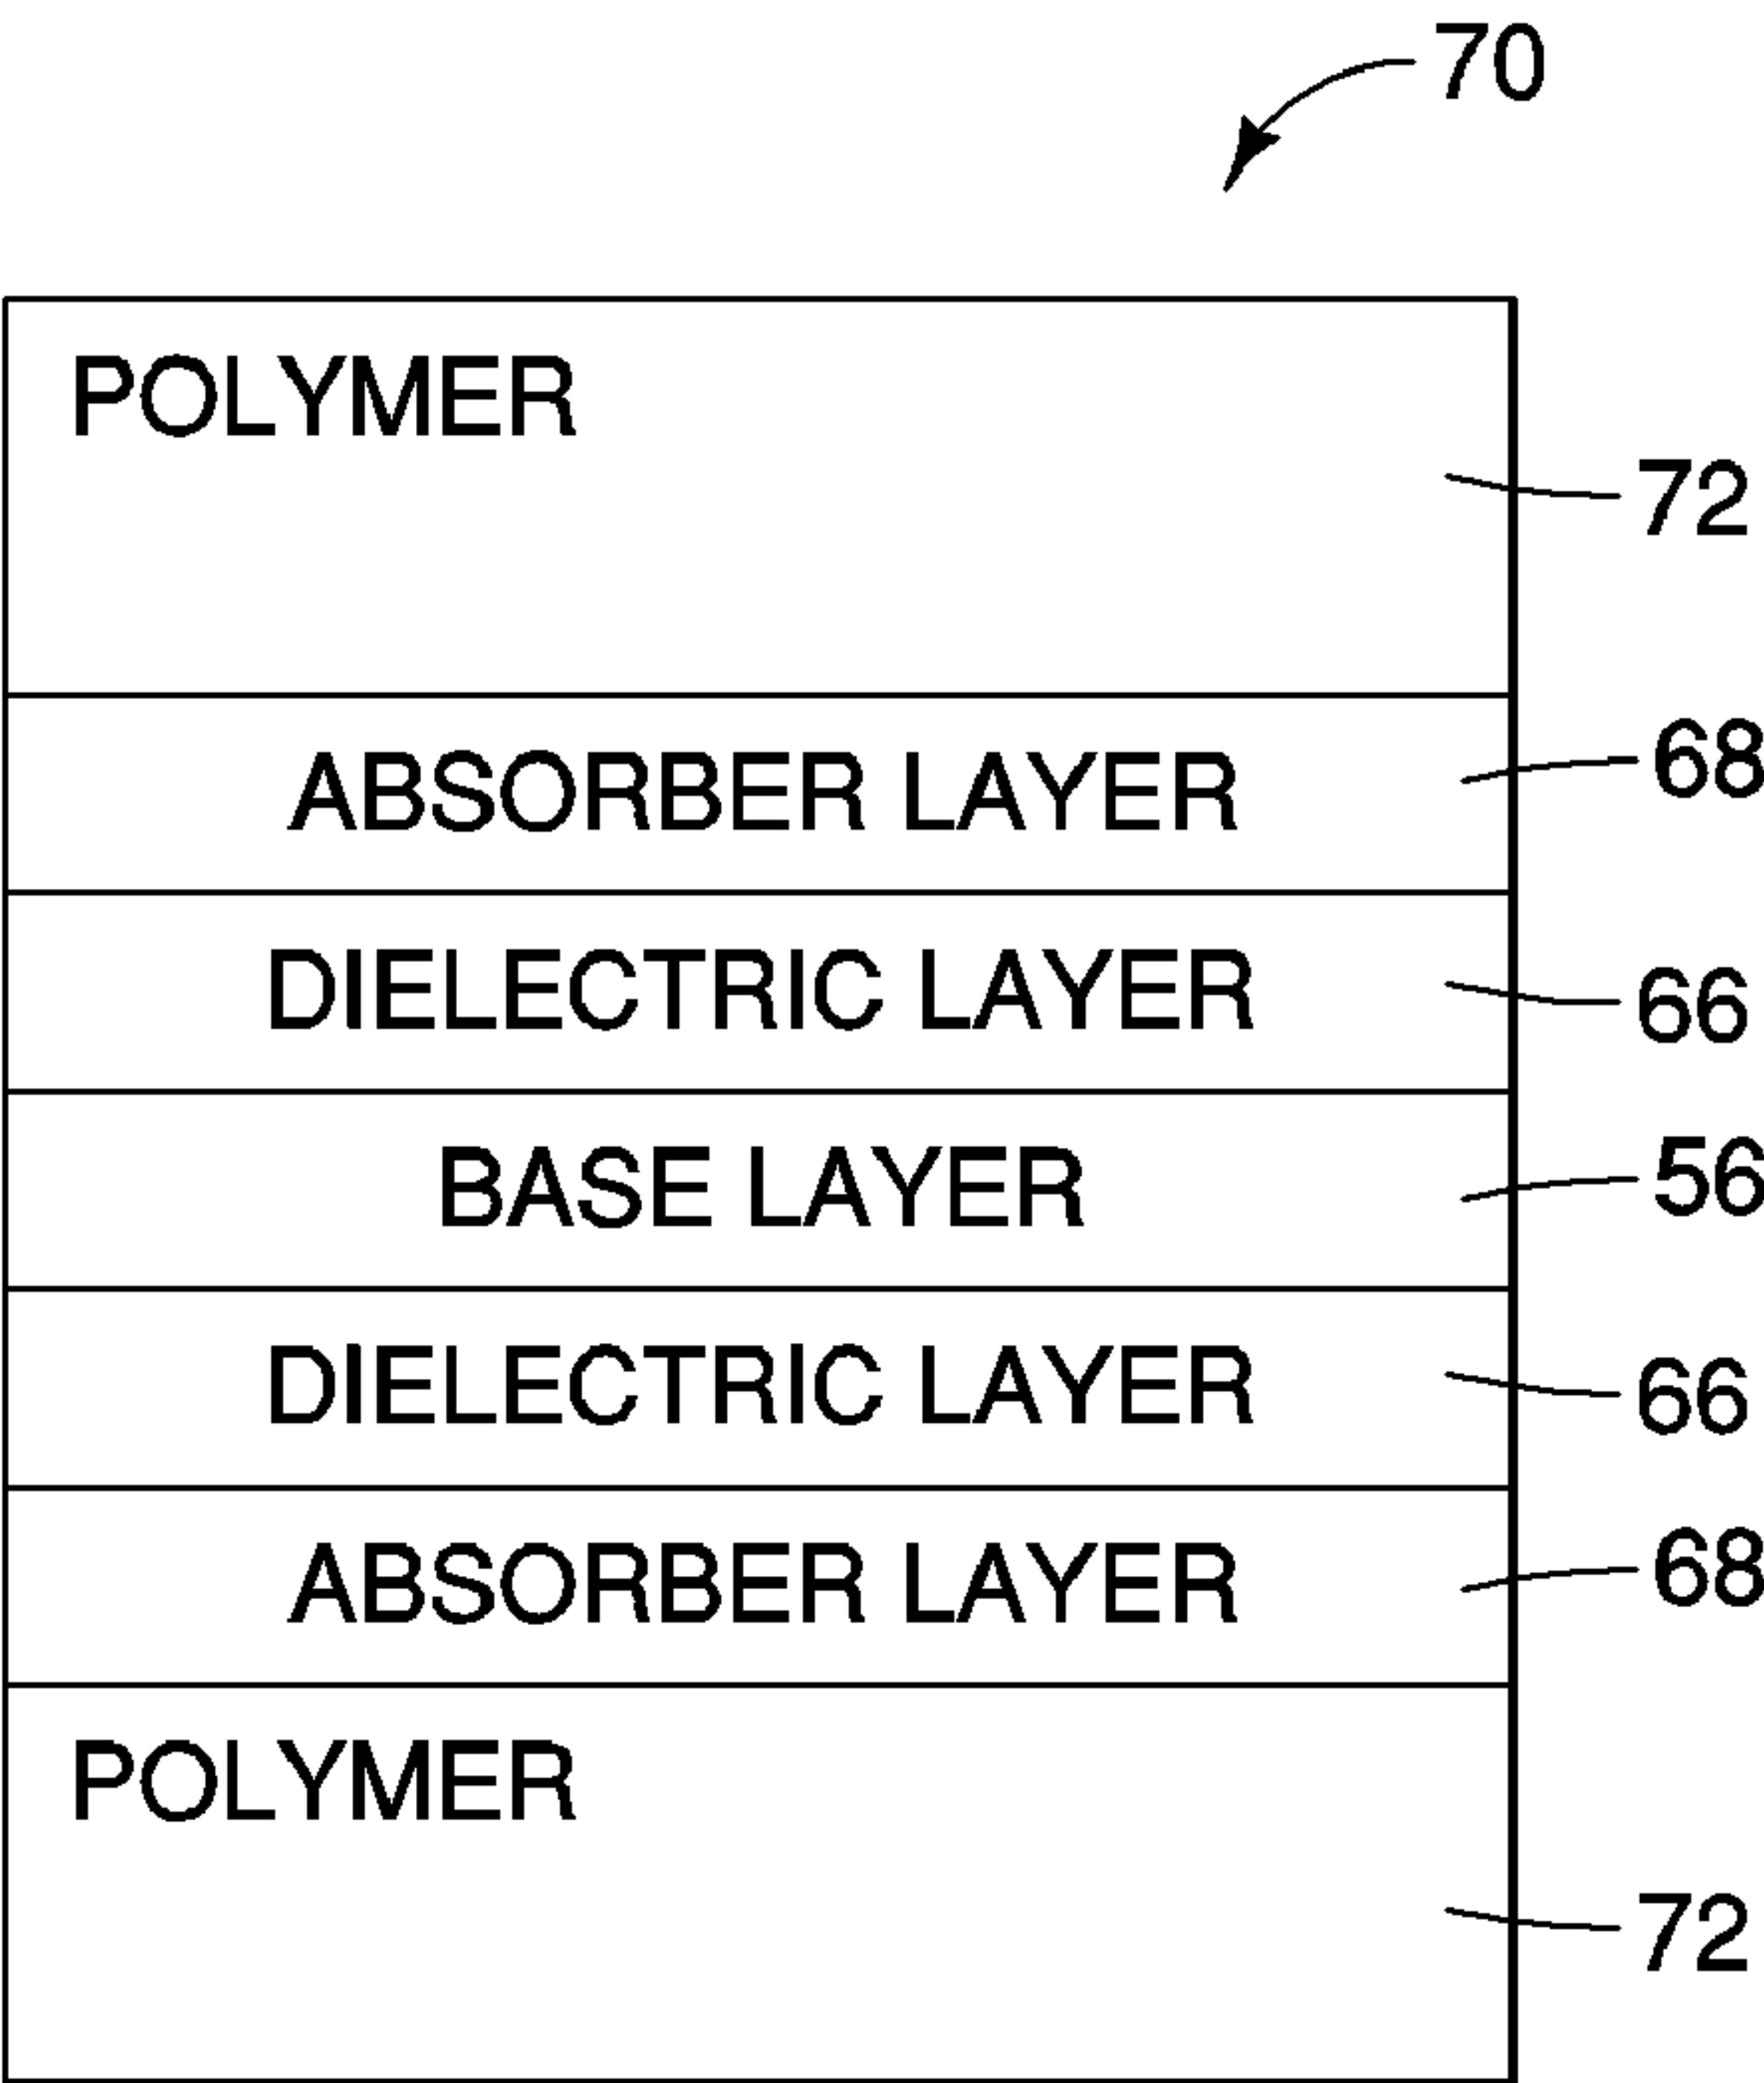 70
POLYMER
72
ABSORBER LAYER
68
DIELECTRIC LAYER
66
BASE LAYER
56
DIELECTRIC LAYER
66
ABSORBER LAYER
68
POLYMER
72